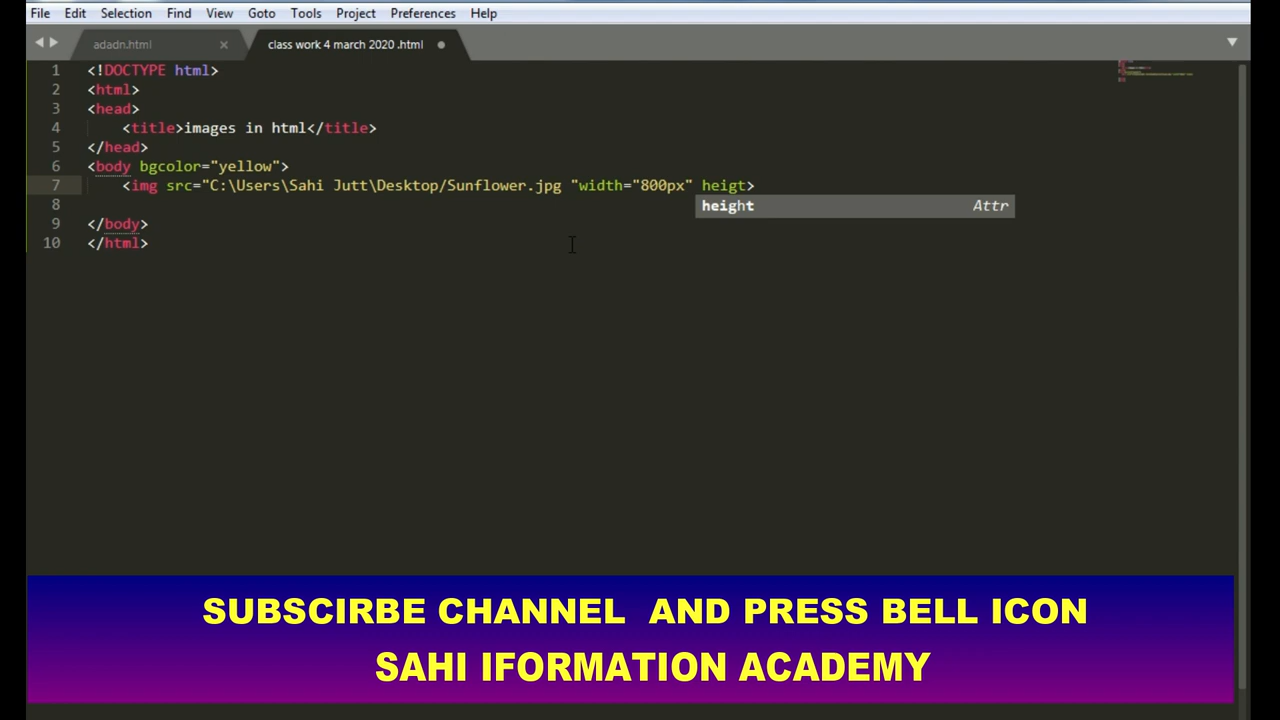 File Edit Selection Find View Goto Tools Project Preferences Help
adadn.html × class work 4 march 2020 .html
1 <!DOCTYPE html>
2 <html>
3 <head>
4 <title>images in html</title>
5 </head>
6 <body bgcolor="yellow">
7 <img src="C:\Users\Sahi Jutt\Desktop/Sunflower.jpg "width="800px" heigt>
height Attr
8
9 </body>
10 </html>
SUBSCIRBE CHANNEL AND PRESS BELL ICON
SAHI IFORMATION ACADEMY